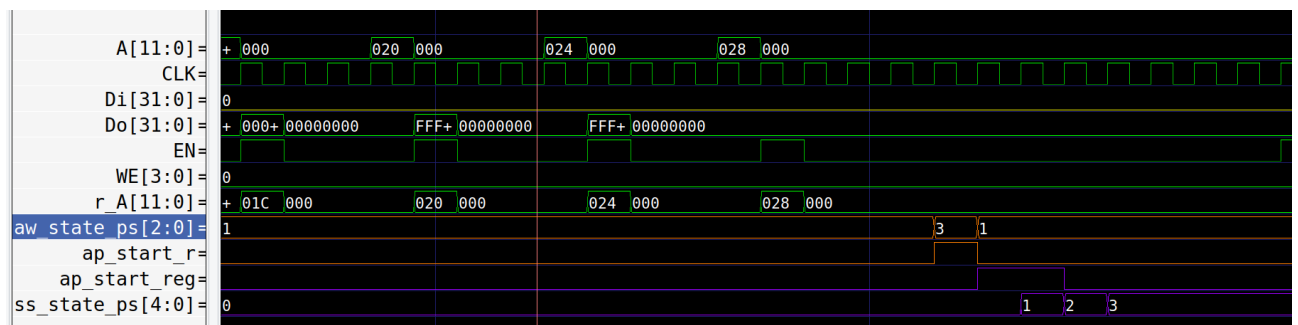 A[11:0]= + 000 020 000 024 000 028 000
CLK=
Di[31:0]= 0
Do[31:0]= + 000+ 00000000 FFF+ 00000000 FFF+ 00000000
EN=
WE[3:0]= 0
r_A[11:0]= + 01C 000 020 000 024 000 028 000
aw_state_ps[2:0]= 1 3 1
ap_start_r=
ap_start_reg=
ss_state_ps[4:0]= 0 1 2 3